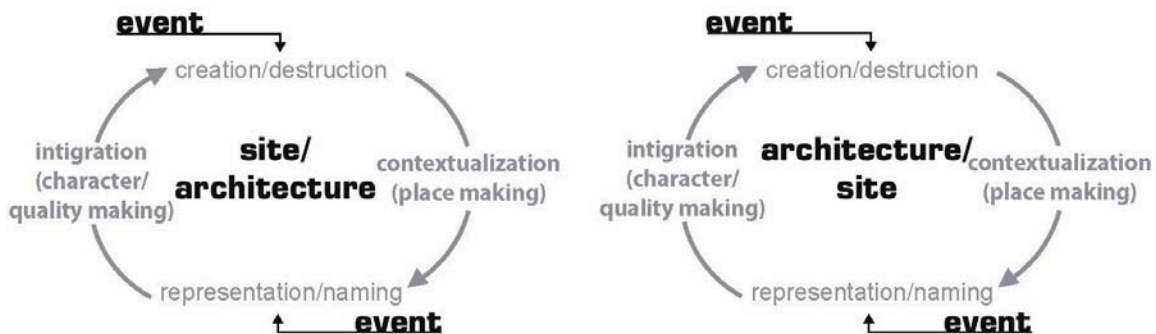 event
creation/destruction
intigration
(character/
quality making)
site/
architecture
contextualization
(place making)
representation/naming
event
event
creation/destruction
intigration
(character/
quality making)
architecture/
site
contextualization
(place making)
representation/naming
event